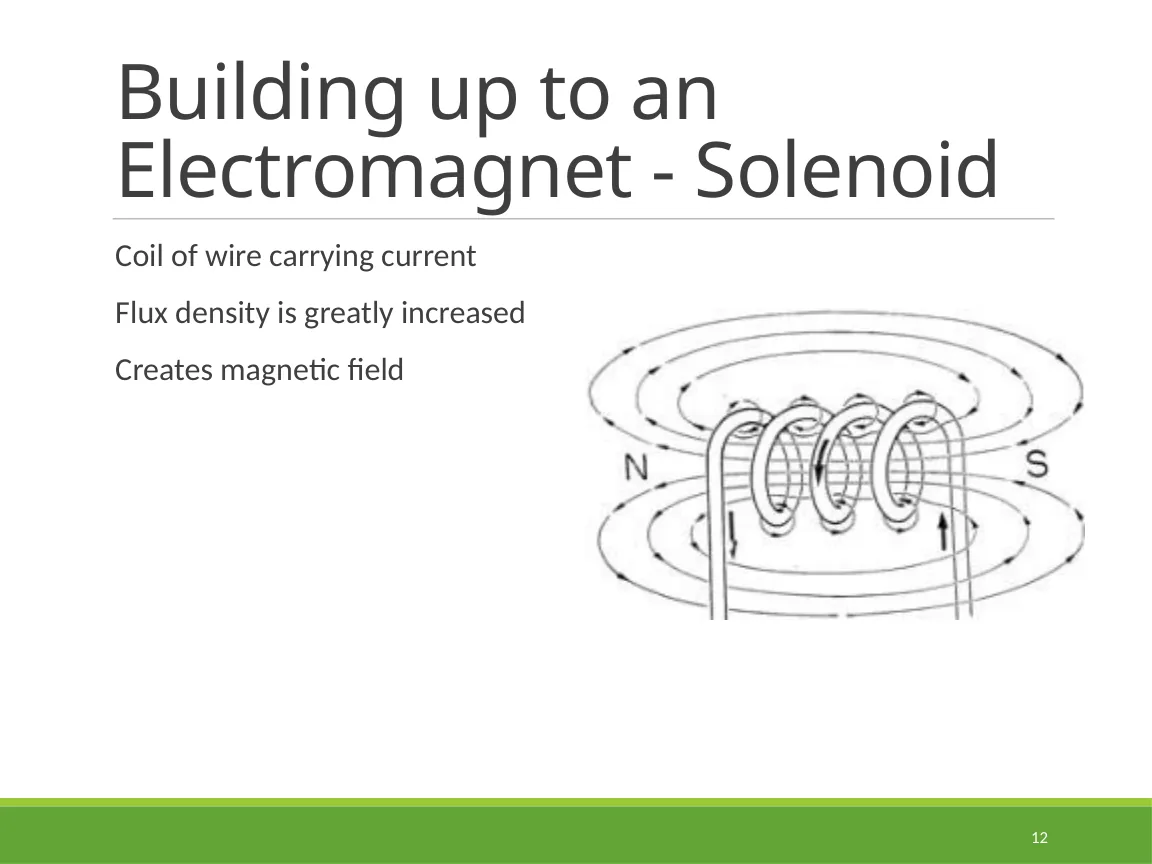 Building up to an
Electromagnet - Solenoid
Coil of wire carrying current
Flux density is greatly increased
Creates magnetic field
N
S
12